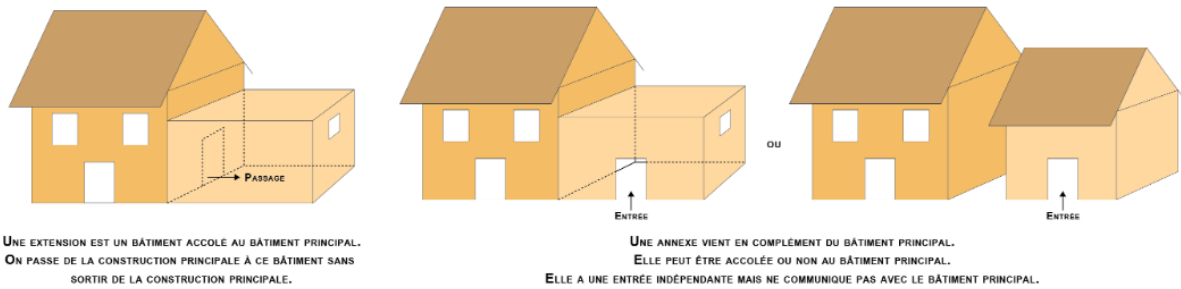 PASSAGE
UNE EXTENSION EST UN BÂTIMENT ACCOLÉ AU BÂTIMENT PRINCIPAL.
ON PASSE DE LA CONSTRUCTION PRINCIPALE À CE BÂTIMENT SANS
SORTIR DE LA CONSTRUCTION PRINCIPALE.
ENTRÉE
OU
ENTRÉE
UNE ANNEXE VIENT EN COMPLÉMENT DU BÂTIMENT PRINCIPAL.
ELLE PEUT ÊTRE ACCOLÉE OU NON AU BÂTIMENT PRINCIPAL.
ELLE A UNE ENTRÉE INDÉPENDANTE MAIS NE COMMUNIQUE PAS AVEC LE BÂTIMENT PRINCIPAL.